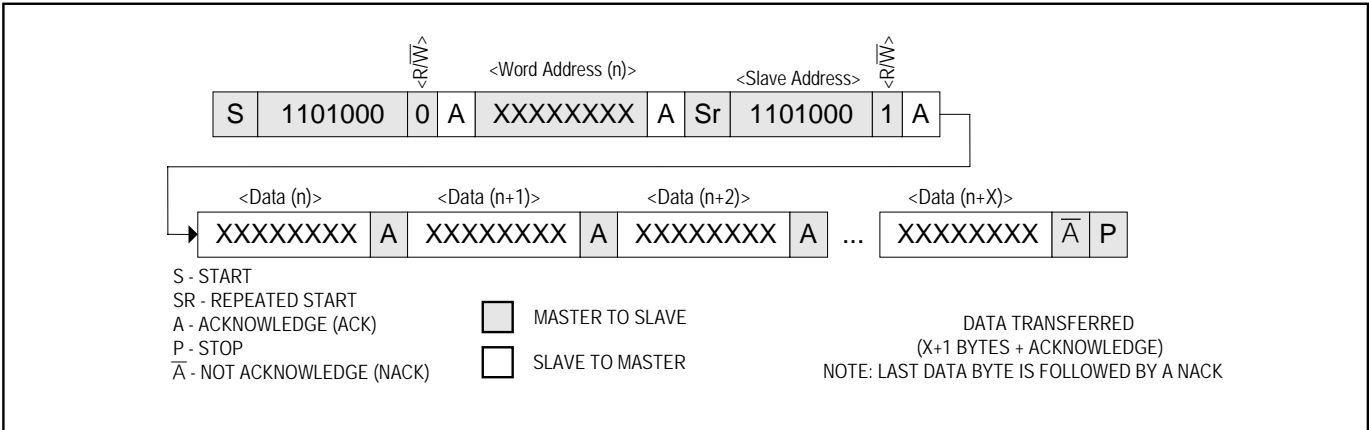 <R/W̅>
<Word Address (n)>
<Slave Address>
<R/W̅>
S 1101000 0 A XXXXXXXX A Sr 1101000 1 A
<Data (n)> <Data (n+1)> <Data (n+2)> <Data (n+X)>
XXXXXXXX A XXXXXXXX A XXXXXXXX A ... XXXXXXXX A̅ P
S - START
SR - REPEATED START
A - ACKNOWLEDGE (ACK)
P - STOP
A̅ - NOT ACKNOWLEDGE (NACK)
MASTER TO SLAVE
SLAVE TO MASTER
DATA TRANSFERRED
(X+1 BYTES + ACKNOWLEDGE)
NOTE: LAST DATA BYTE IS FOLLOWED BY A NACK